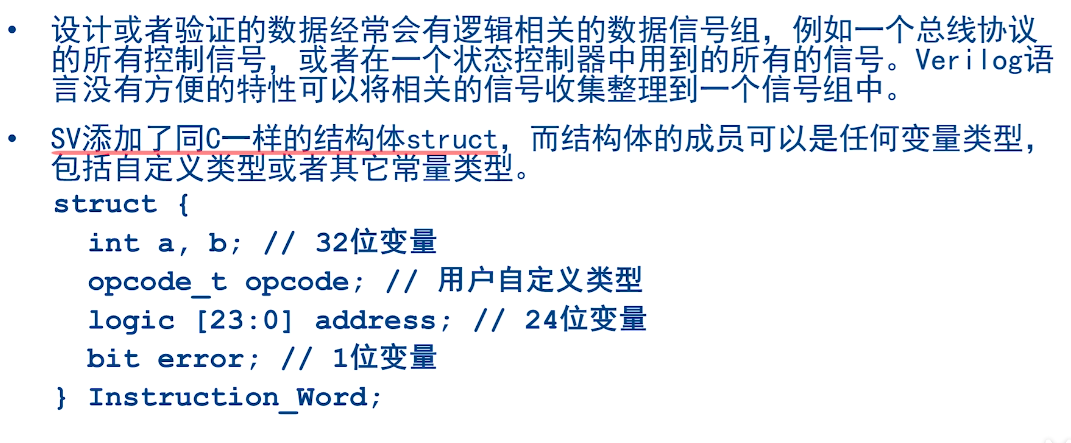 • 设计或者验证的数据经常会有逻辑相关的数据信号组，例如一个总线协议
的所有控制信号，或者在一个状态控制器中用到的所有的信号。Verilog语
言没有方便的特性可以将相关的信号收集整理到一个信号组中。
• SV添加了同C一样的结构体struct，而结构体的成员可以是任何变量类型，
包括自定义类型或者其它常量类型。
struct {
int a, b; // 32位变量
opcode_t opcode; // 用户自定义类型
logic [23:0] address; // 24位变量
bit error; // 1位变量
} Instruction_Word;